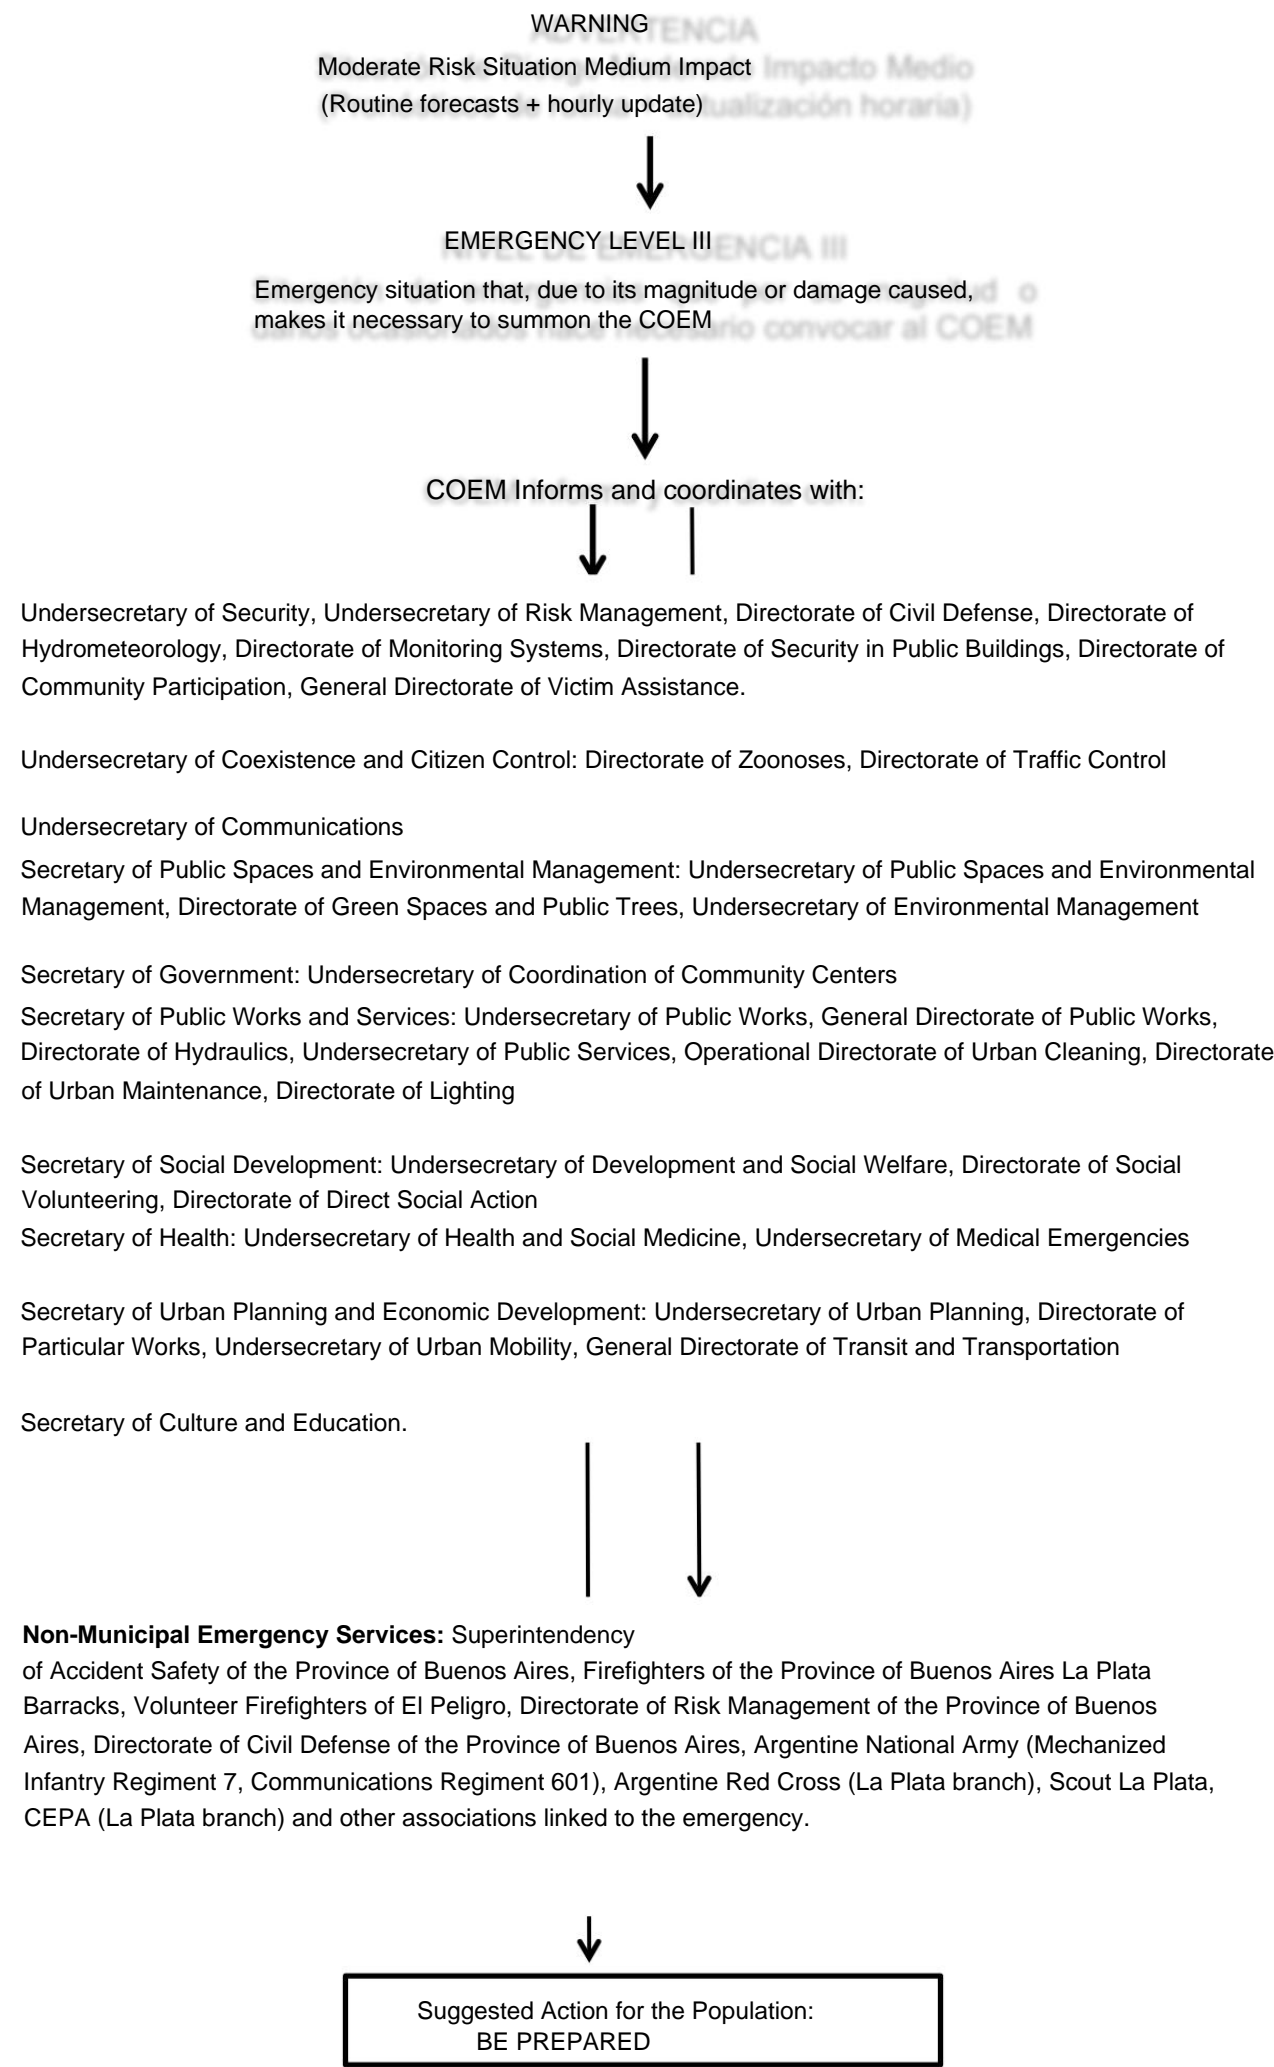 WARNING
Moderate Risk Situation Medium Impact
(Routine forecasts + hourly update)
EMERGENCY LEVEL III
Emergency situation that, due to its magnitude or damage caused,
makes it necessary to summon the COEM
COEM Informs and coordinates with:
Undersecretary of Security, Undersecretary of Risk Management, Directorate of Civil Defense, Directorate of
Hydrometeorology, Directorate of Monitoring Systems, Directorate of Security in Public Buildings, Directorate of
Community Participation, General Directorate of Victim Assistance.
Undersecretary of Coexistence and Citizen Control: Directorate of Zoonoses, Directorate of Traffic Control
Undersecretary of Communications
Secretary of Public Spaces and Environmental Management: Undersecretary of Public Spaces and Environmental
Management, Directorate of Green Spaces and Public Trees, Undersecretary of Environmental Management
Secretary of Government: Undersecretary of Coordination of Community Centers
Secretary of Public Works and Services: Undersecretary of Public Works, General Directorate of Public Works,
Directorate of Hydraulics, Undersecretary of Public Services, Operational Directorate of Urban Cleaning, Directorate
of Urban Maintenance, Directorate of Lighting
Secretary of Social Development: Undersecretary of Development and Social Welfare, Directorate of Social
Volunteering, Directorate of Direct Social Action
Secretary of Health: Undersecretary of Health and Social Medicine, Undersecretary of Medical Emergencies
Secretary of Urban Planning and Economic Development: Undersecretary of Urban Planning, Directorate of
Particular Works, Undersecretary of Urban Mobility, General Directorate of Transit and Transportation
Secretary of Culture and Education.
Non-Municipal Emergency Services: Superintendency
of Accident Safety of the Province of Buenos Aires, Firefighters of the Province of Buenos Aires La Plata
Barracks, Volunteer Firefighters of El Peligro, Directorate of Risk Management of the Province of Buenos
Aires, Directorate of Civil Defense of the Province of Buenos Aires, Argentine National Army (Mechanized
Infantry Regiment 7, Communications Regiment 601), Argentine Red Cross (La Plata branch), Scout La Plata,
CEPA (La Plata branch) and other associations linked to the emergency.
Suggested Action for the Population:
BE PREPARED